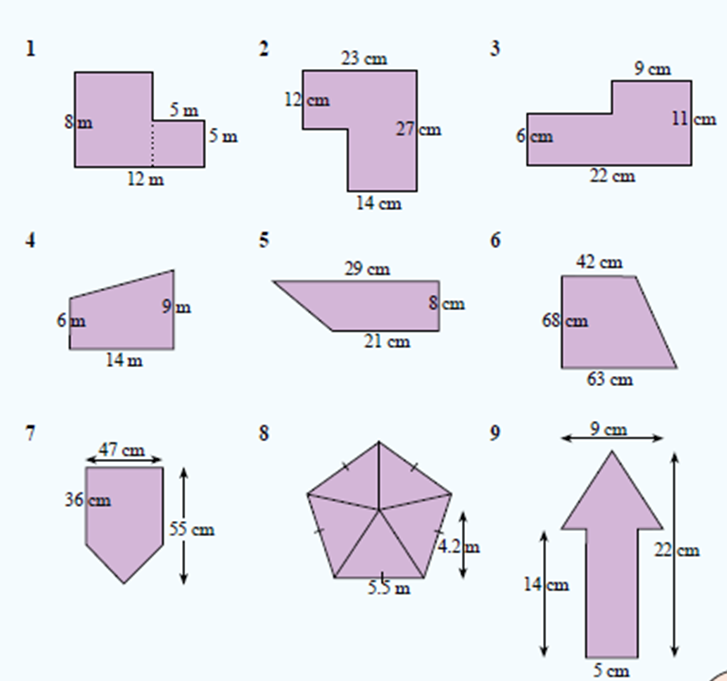 1
8 m
5 m
5 m
12 m
2
23 cm
12 cm
27 cm
14 cm
3
9 cm
6 cm
11 cm
22 cm
4
6 m
9 m
14 m
5
29 cm
8 cm
21 cm
6
42 cm
68 cm
63 cm
7
47 cm
36 cm
55 cm
8
4.2 m
5.5 m
9
9 cm
22 cm
14 cm
5 cm